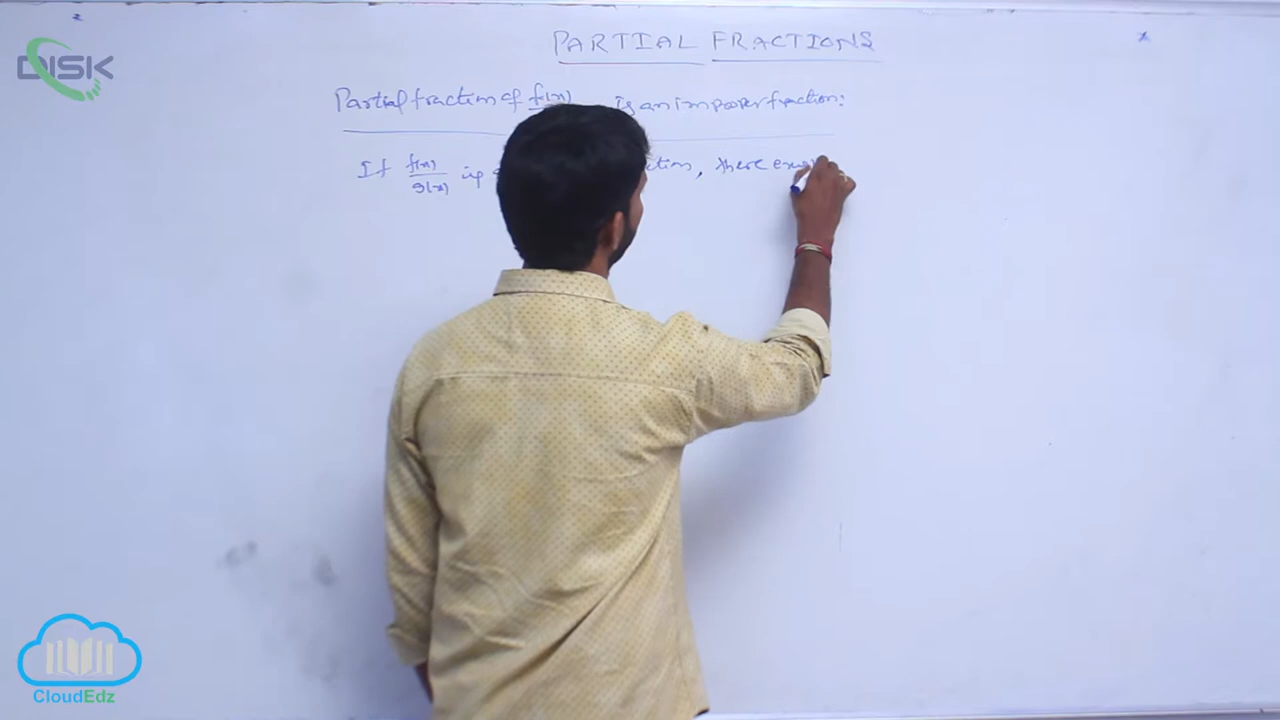 DISK
PARTIAL FRACTIONS
Partial fraction of f(x) is an improper fraction:
If f(x)/g(x) is ction, there exis
CloudEdz